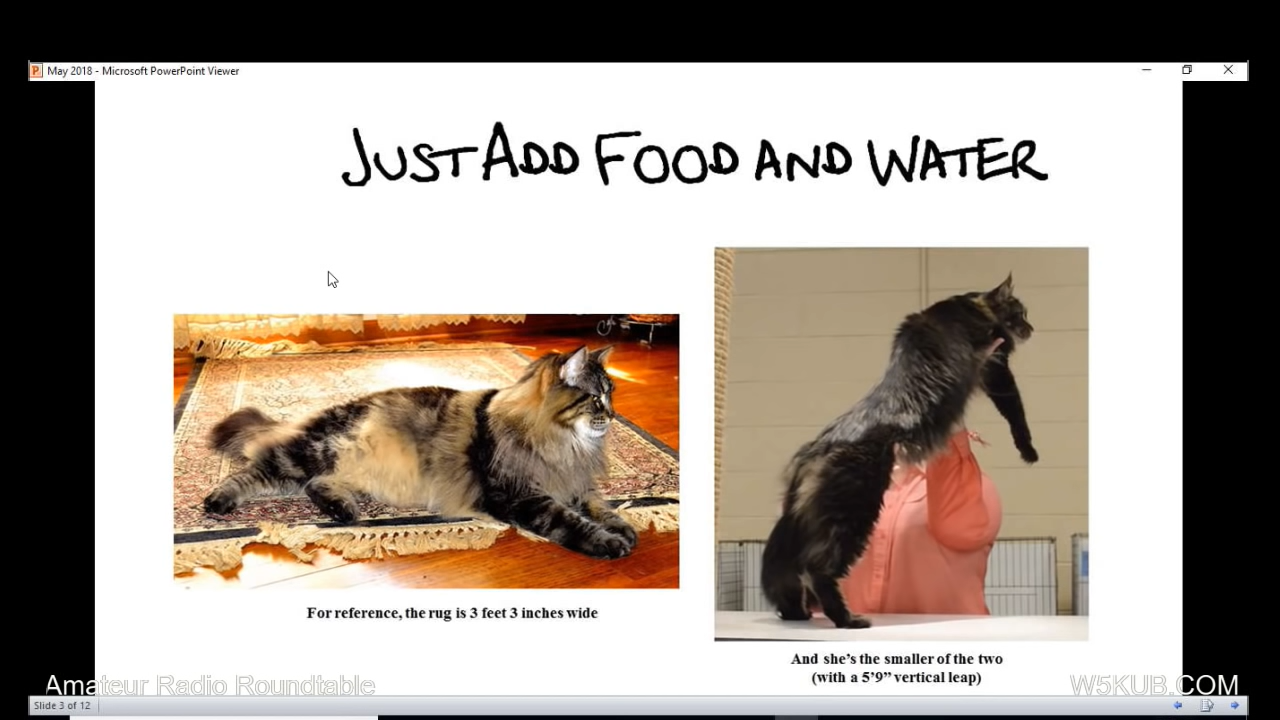 May 2018 - Microsoft PowerPoint Viewer
JUST ADD FOOD AND WATER
For reference, the rug is 3 feet 3 inches wide
And she's the smaller of the two
(with a 5'9" vertical leap)
Amateur Radio Roundtable
W5KUB.COM
Slide 3 of 12